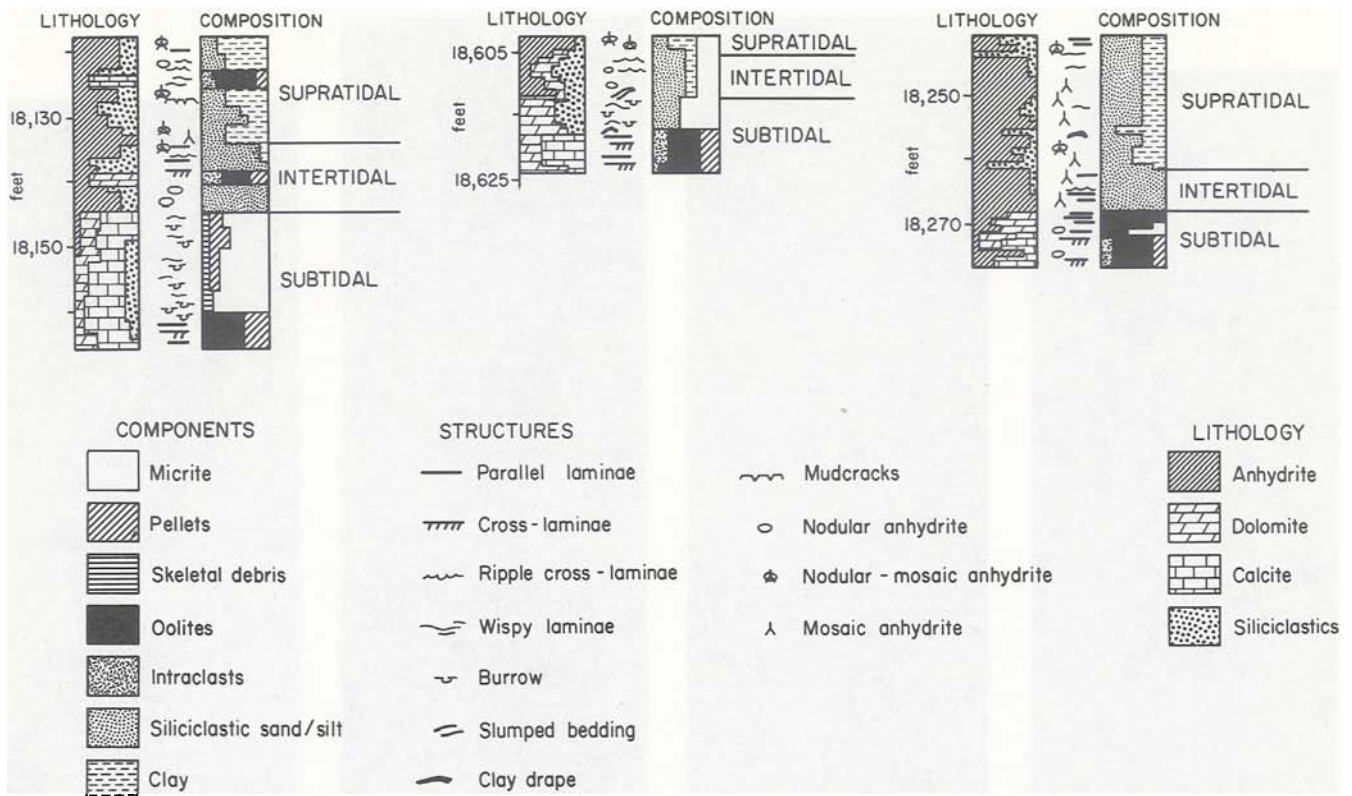 LITHOLOGY COMPOSITION
18,130
feet
18,150
SUPRATIDAL
INTERTIDAL
SUBTIDAL
LITHOLOGY COMPOSITION
18,605
feet
18,625
SUPRATIDAL
INTERTIDAL
SUBTIDAL
LITHOLOGY COMPOSITION
18,250
feet
18,270
SUPRATIDAL
INTERTIDAL
SUBTIDAL
COMPONENTS
Micrite
Pellets
Skeletal debris
Oolites
Intraclasts
Siliciclastic sand/silt
Clay
STRUCTURES
Parallel laminae
Cross-laminae
Ripple cross-laminae
Wispy laminae
Burrow
Slumped bedding
Clay drape
Mudcracks
Nodular anhydrite
Nodular-mosaic anhydrite
Mosaic anhydrite
LITHOLOGY
Anhydrite
Dolomite
Calcite
Siliciclastics